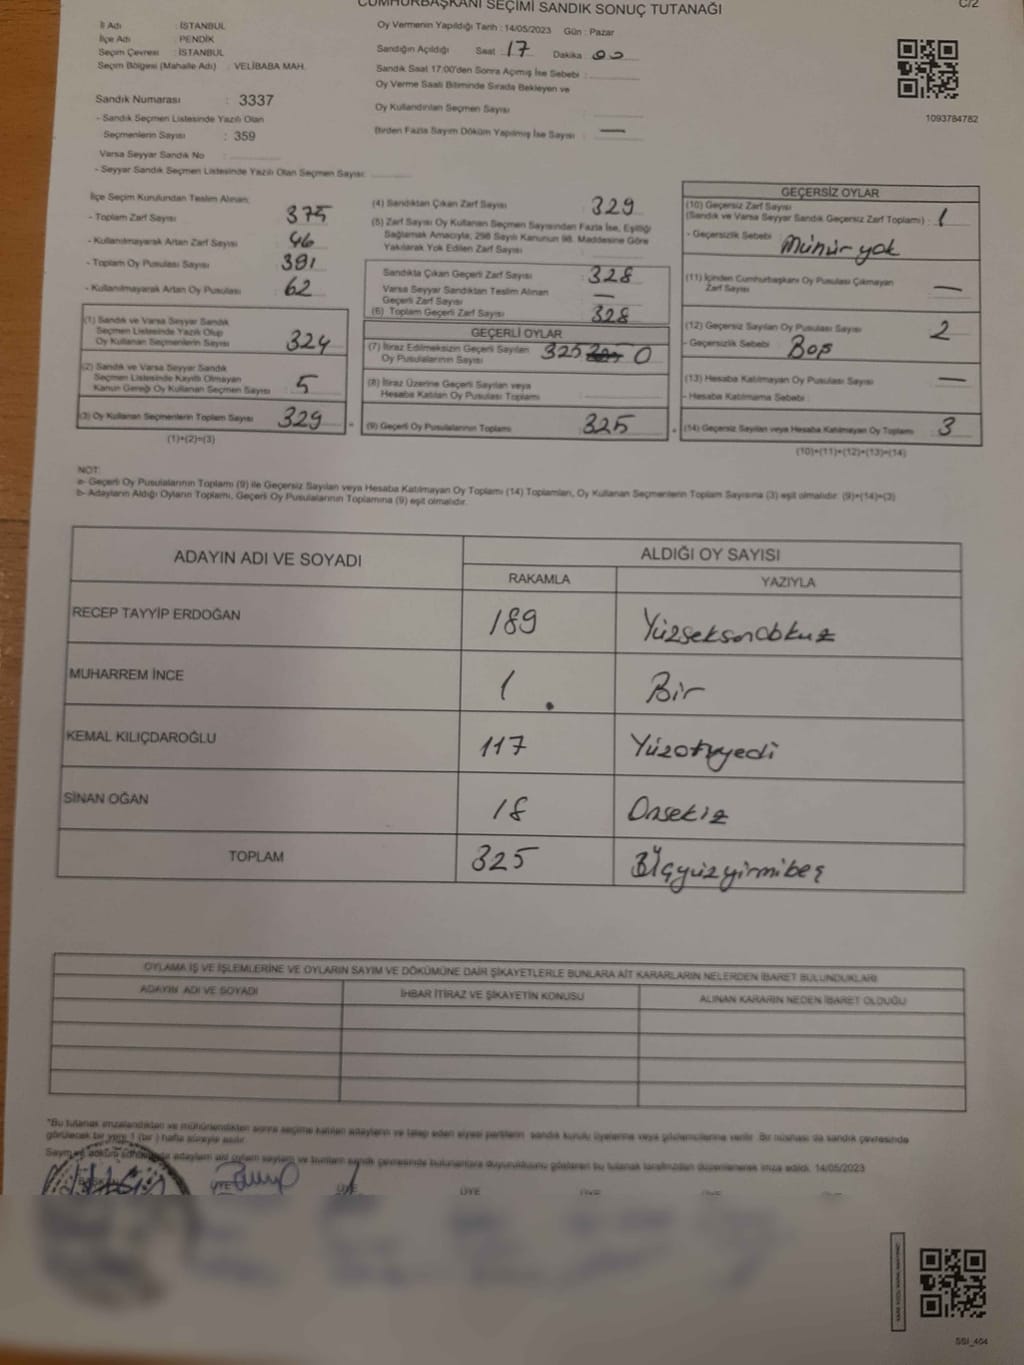 CUMHURBAŞKANI SEÇİMİ SANDIK SONUÇ TUTANAĞI
C/2
İl Adı : İSTANBUL
İlçe Adı : PENDİK
Seçim Çevresi : İSTANBUL
Seçim Bölgesi (Mahalle Adı) : VELİBABA MAH.
Sandık Numarası : 3337
- Sandık Seçmen Listesinde Yazılı Olan
Seçmenlerin Sayısı : 359
Varsa Seyyar Sandık No :
- Seyyar Sandık Seçmen Listesinde Yazılı Olan Seçmen Sayısı:
Oy Vermenin Yapıldığı Tarih : 14/05/2023 Gün : Pazar
Sandığın Açıldığı Saat : 17 Dakika 00
Sandık Saat 17:00'den Sonra Açımış İse Sebebi :
Oy Verme Saati Bitiminde Sırada Bekleyen ve
Oy Kullandırılan Seçmen Sayısı :
Birden Fazla Sayım Döküm Yapılmış İse Sayısı : —
1093784782
İlçe Seçim Kurulundan Teslim Alınan;
- Toplam Zarf Sayısı : 375
- Kullanılmayarak Artan Zarf Sayısı : 46
- Toplam Oy Pusulası Sayısı : 391
- Kullanılmayarak Artan Oy Pusulası : 62
(1) Sandık ve Varsa Seyyar Sandık
Seçmen Listesinde Yazılı Olup
Oy Kullanan Seçmenlerin Sayısı : 324
(2) Sandık ve Varsa Seyyar Sandık
Seçmen Listesinde Kayıtlı Olmayan
Kanun Gereği Oy Kullanan Seçmen Sayısı : 5
(3) Oy Kullanan Seçmenlerin Toplam Sayısı : 329
(1)+(2)=(3)
(4) Sandıktan Çıkan Zarf Sayısı : 329
(5) Zarf Sayısı Oy Kullanan Seçmen Sayısından Fazla İse, Eşitliği
Sağlamak Amacıyla, 298 Sayılı Kanunun 98. Maddesine Göre
Yakılarak Yok Edilen Zarf Sayısı :
Sandıkta Çıkan Geçerli Zarf Sayısı : 328
Varsa Seyyar Sandıktan Teslim Alınan
Geçerli Zarf Sayısı : —
(6) Toplam Geçerli Zarf Sayısı : 328
GEÇERLİ OYLAR
(7) İtiraz Edilmeksizin Geçerli Sayılan
Oy Pusulalarının Sayısı : 325 0
(8) İtiraz Üzerine Geçerli Sayılan veya
Hesaba Katılan Oy Pusulası Toplamı :
(9) Geçerli Oy Pusulalarının Toplamı : 325
GEÇERSİZ OYLAR
(10) Geçersiz Zarf Sayısı
(Sandık ve Varsa Seyyar Sandık Geçersiz Zarf Toplamı) : 1
- Geçersizlik Sebebi : Mühür yok
(11) İçinden Cumhurbaşkanı Oy Pusulası Çıkmayan
Zarf Sayısı : —
(12) Geçersiz Sayılan Oy Pusulası Sayısı : 2
- Geçersizlik Sebebi : Boş
(13) Hesaba Katılmayan Oy Pusulası Sayısı : —
- Hesaba Katılmama Sebebi :
(14) Geçersiz Sayılan veya Hesaba Katılmayan Oy Toplamı : 3
(10)+(11)+(12)+(13)=(14)
NOT:
a- Geçerli Oy Pusulalarının Toplamı (9) ile Geçersiz Sayılan veya Hesaba Katılmayan Oy Toplamı (14) Toplamları, Oy Kullanan Seçmenlerin Toplam Sayısına (3) eşit olmalıdır. (9)+(14)=(3)
b- Adayların Aldığı Oyların Toplamı, Geçerli Oy Pusulalarının Toplamına (9) eşit olmalıdır.
ADAYIN ADI VE SOYADI
ALDIĞI OY SAYISI
RAKAMLA YAZIYLA
RECEP TAYYİP ERDOĞAN 189 Yüzseksendokuz
MUHARREM İNCE 1 Bir
KEMAL KILIÇDAROĞLU 117 Yüzonyedi
SİNAN OĞAN 18 Onsekiz
TOPLAM 325 Üçyüzyirmibeş
OYLAMA İŞ VE İŞLEMLERİNE VE OYLARIN SAYIM VE DÖKÜMÜNE DAİR ŞİKAYETLERLE BUNLARA AİT KARARLARIN NELERDEN İBARET BULUNDUKLARI
ADAYIN ADI VE SOYADI İHBAR İTİRAZ VE ŞİKAYETİN KONUSU ALINAN KARARIN NEDEN İBARET OLDUĞU
*Bu tutanak imzalandıktan ve mühürlendikten sonra seçime katılan adayların ve talep eden siyasi partilerin sandık kurulu üyelerine veya gözlemcilerine verilir. Bir nüshası da sandık çevresinde
görülecek bir yere 1 (bir ) hafta süreyle asılır.
adayların aldıkları oyların sayısını ve bunların sandık çevresinde bulunanlara duyurulduğunu gösteren bu tutanak tarafımızdan düzenlenerek imza edildi. 14/05/2023
ÜYE ÜYE ÜYE
SSI_404